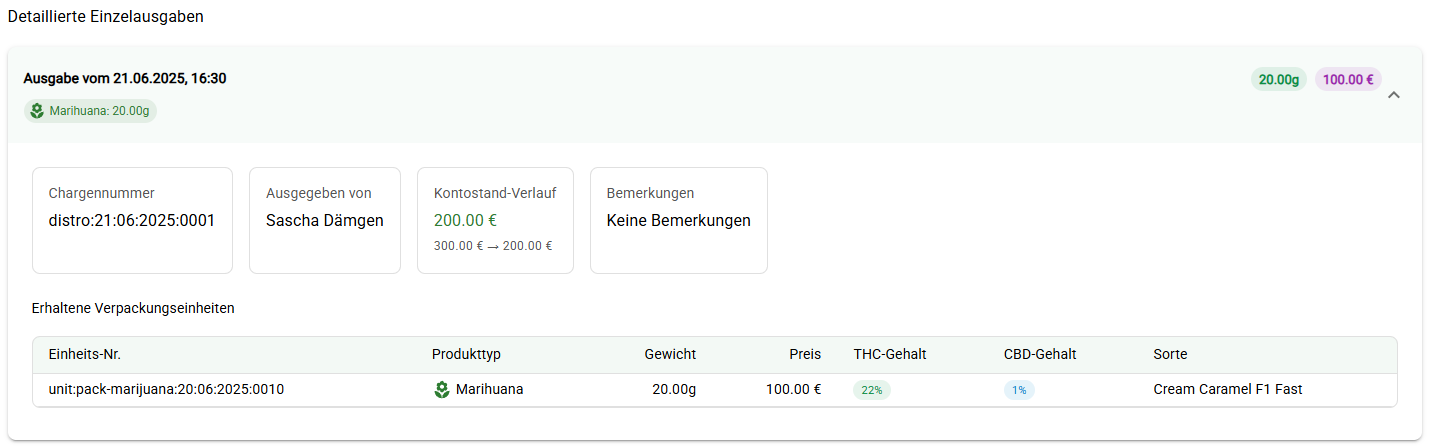 Detaillierte Einzelausgaben
Ausgabe vom 21.06.2025, 16:30
20.00g 100.00 €
Marihuana: 20.00g
Chargennummer Ausgegeben von Kontostand-Verlauf Bemerkungen
distro:21:06:2025:0001 Sascha Dämgen 200.00 € Keine Bemerkungen
300.00 € → 200.00 €
Erhaltene Verpackungseinheiten
Einheits-Nr. Produkttyp Gewicht Preis THC-Gehalt CBD-Gehalt Sorte
unit:pack-marijuana:20:06:2025:0010 Marihuana 20.00g 100.00 € 22% 1% Cream Caramel F1 Fast